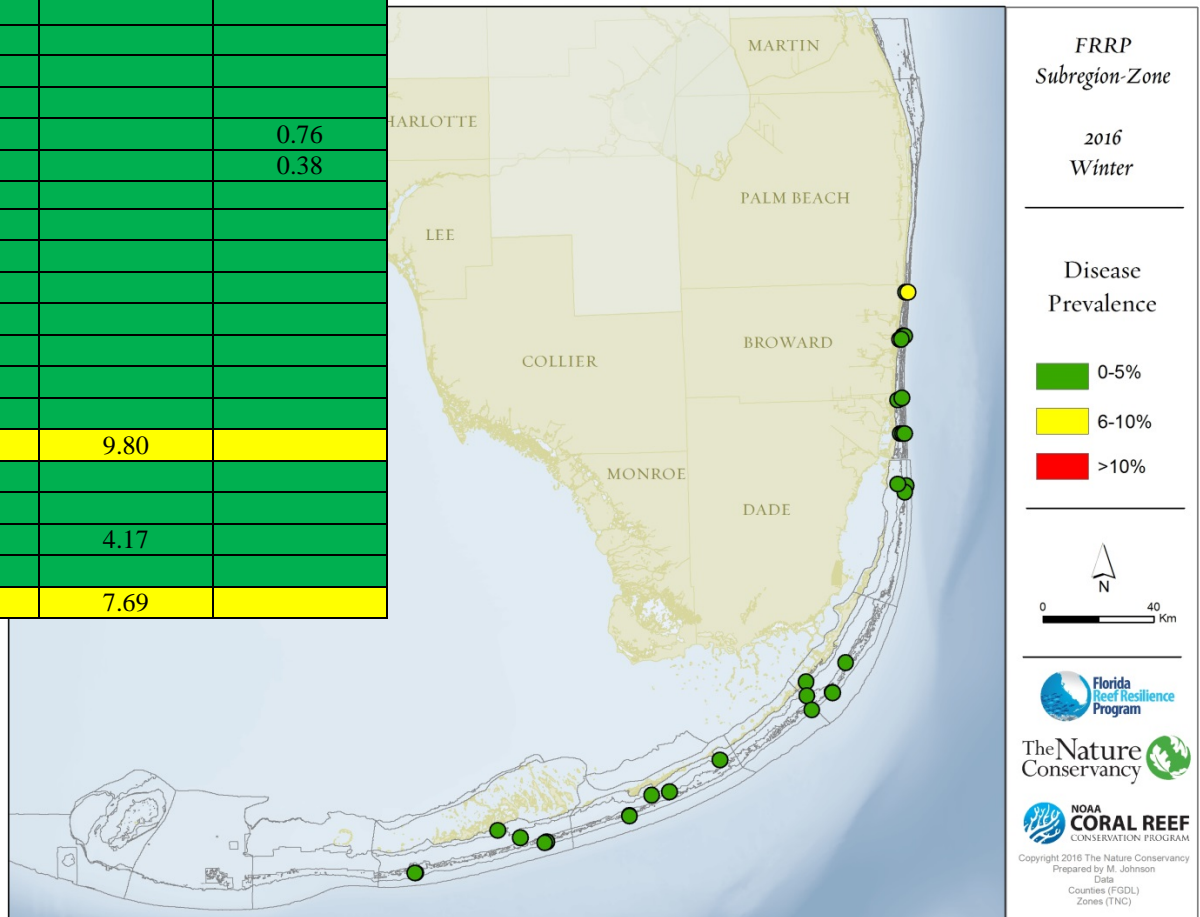 0.76
0.38
9.80
4.17
7.69
MARTIN
HARLOTTE
PALM BEACH
LEE
BROWARD
COLLIER
MONROE
DADE
FRRP
Subregion-Zone
2016
Winter
Disease
Prevalence
0-5%
6-10%
>10%
N
0 40
Km
Florida
Reef Resilience
Program
The Nature
Conservancy
NOAA
CORAL REEF
CONSERVATION PROGRAM
Copyright 2016 The Nature Conservancy
Prepared by M. Johnson
Data
Counties (FGDL)
Zones (TNC)